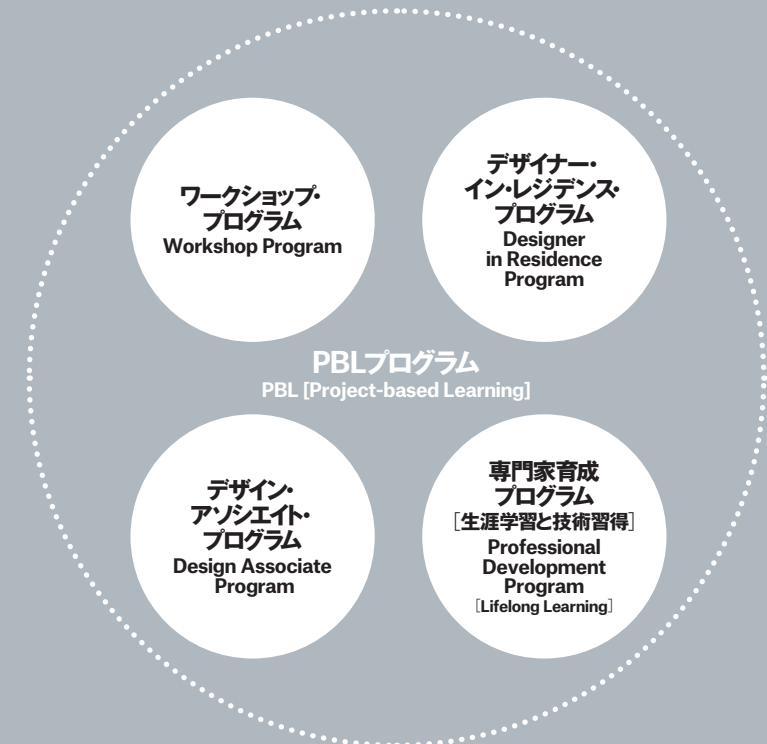 ワークショップ・
プログラム
Workshop Program
デザイナー・
イン・レジデンス・
プログラム
Designer
in Residence
Program
PBLプログラム
PBL [Project-based Learning]
デザイン・
アソシエイト・
プログラム
Design Associate
Program
専門家育成
プログラム
［生涯学習と技術習得］
Professional
Development
Program
［Lifelong Learning］